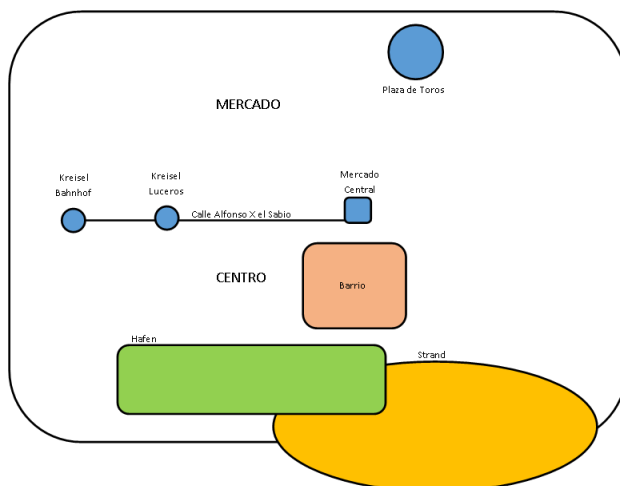 Plaza de Toros
MERCADO
Kreisel
Bahnhof
Kreisel
Luceros
Mercado
Central
Calle Alfonso X el Sabio
CENTRO
Barrio
Hafen
Strand